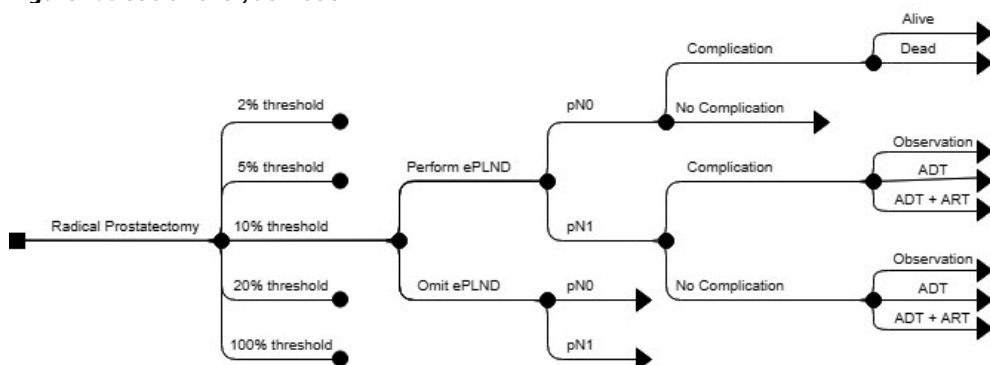 Alive
Complication
Dead
2% threshold
pN0
No Complication
Observation
5% threshold
Perform ePLND
Complication
ADT
ADT + ART
Radical Prostatectomy
10% threshold
pN1
Observation
20% threshold
Omit ePLND
pN0
No Complication
ADT
ADT + ART
100% threshold
pN1